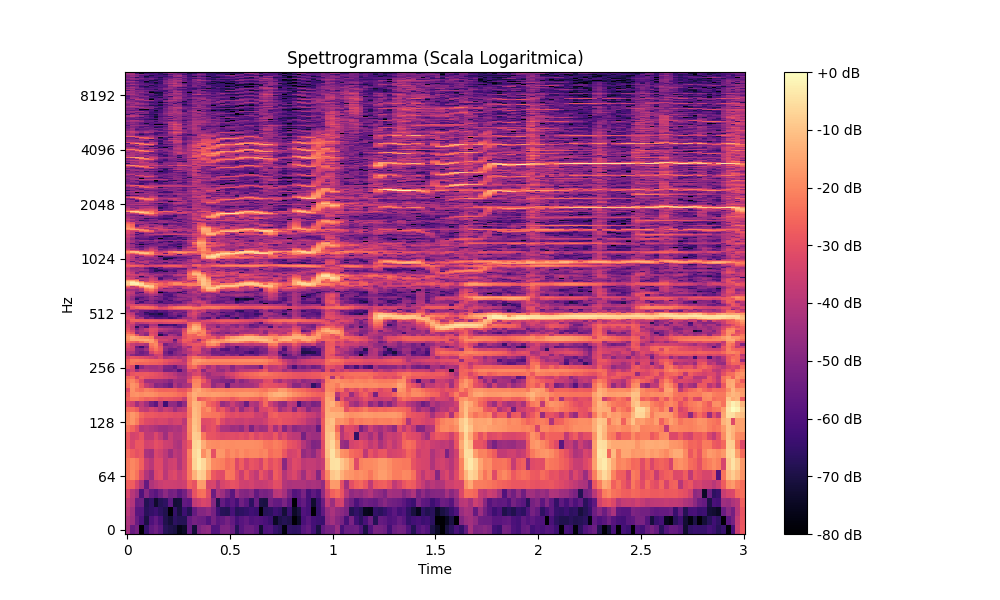 Spettrogramma (Scala Logaritmica)
Hz
8192
4096
2048
1024
512
256
128
64
0
0
0.5
1
1.5
2
2.5
3
Time
+0 dB
-10 dB
-20 dB
-30 dB
-40 dB
-50 dB
-60 dB
-70 dB
-80 dB